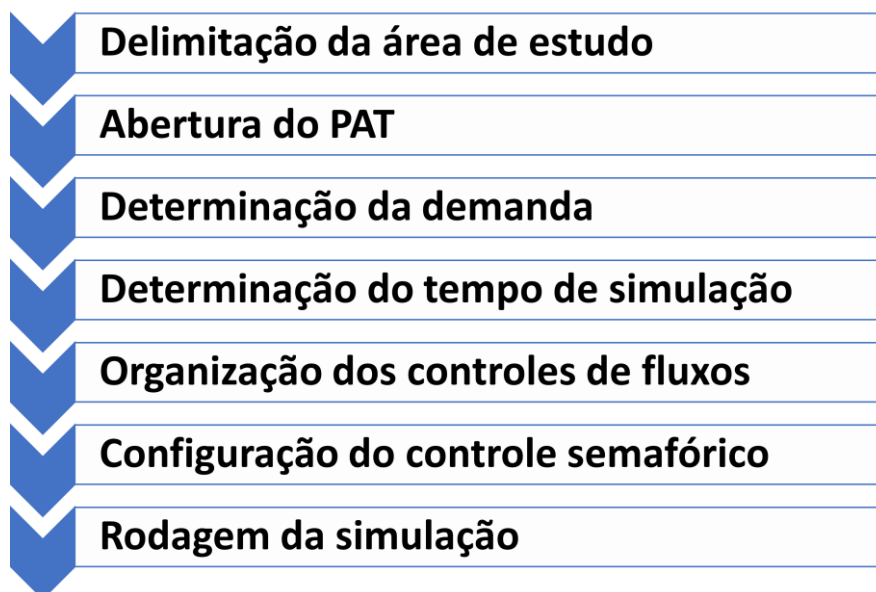 Delimitação da área de estudo
Abertura do PAT
Determinação da demanda
Determinação do tempo de simulação
Organização dos controles de fluxos
Configuração do controle semafórico
Rodagem da simulação